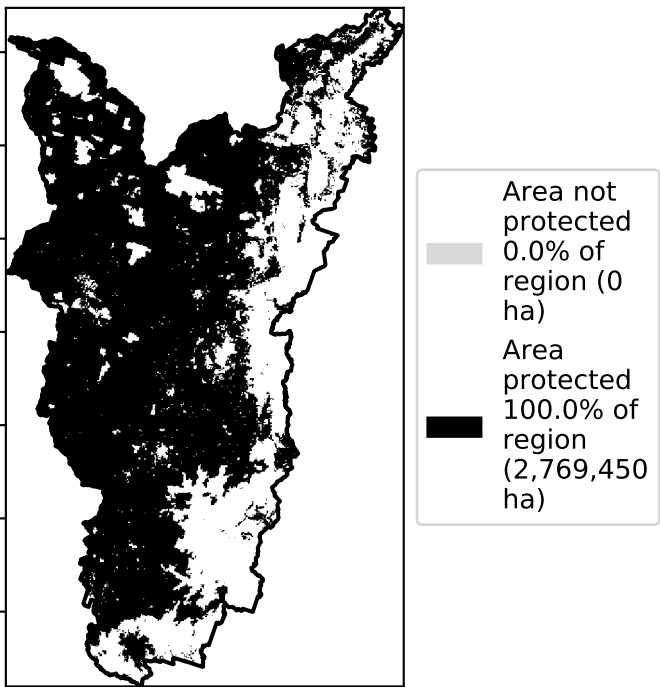 Area not
protected
0.0% of
region (0
ha)
Area
protected
100.0% of
region
(2,769,450
ha)